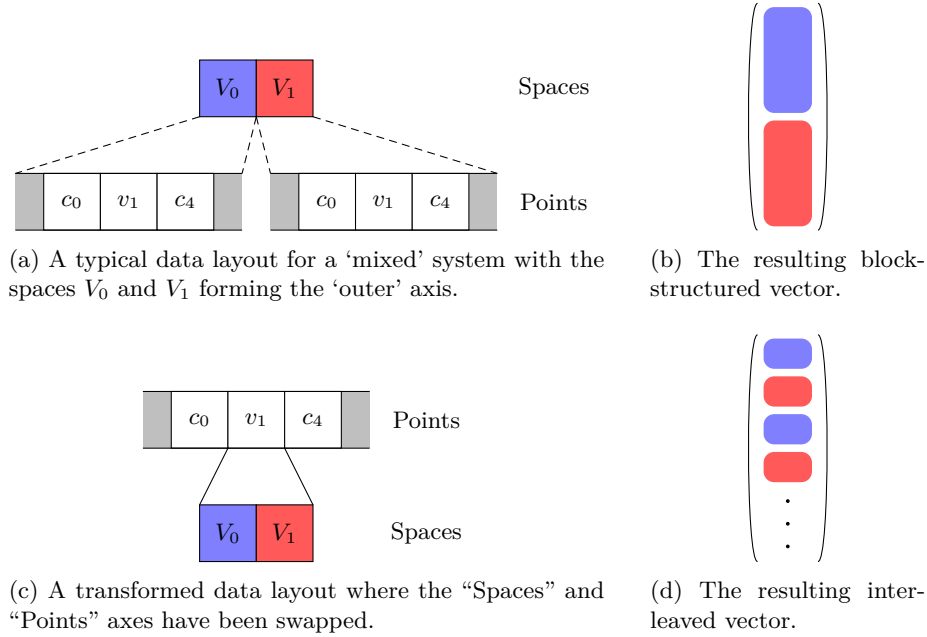 V₀ V₁ Spaces
c₀ v₁ c₄ c₀ v₁ c₄ Points
(a) A typical data layout for a ‘mixed’ system with the
spaces V₀ and V₁ forming the ‘outer’ axis.
(b) The resulting block-
structured vector.
c₀ v₁ c₄ Points
V₀ V₁ Spaces
(c) A transformed data layout where the “Spaces” and
“Points” axes have been swapped.
(d) The resulting inter-
leaved vector.